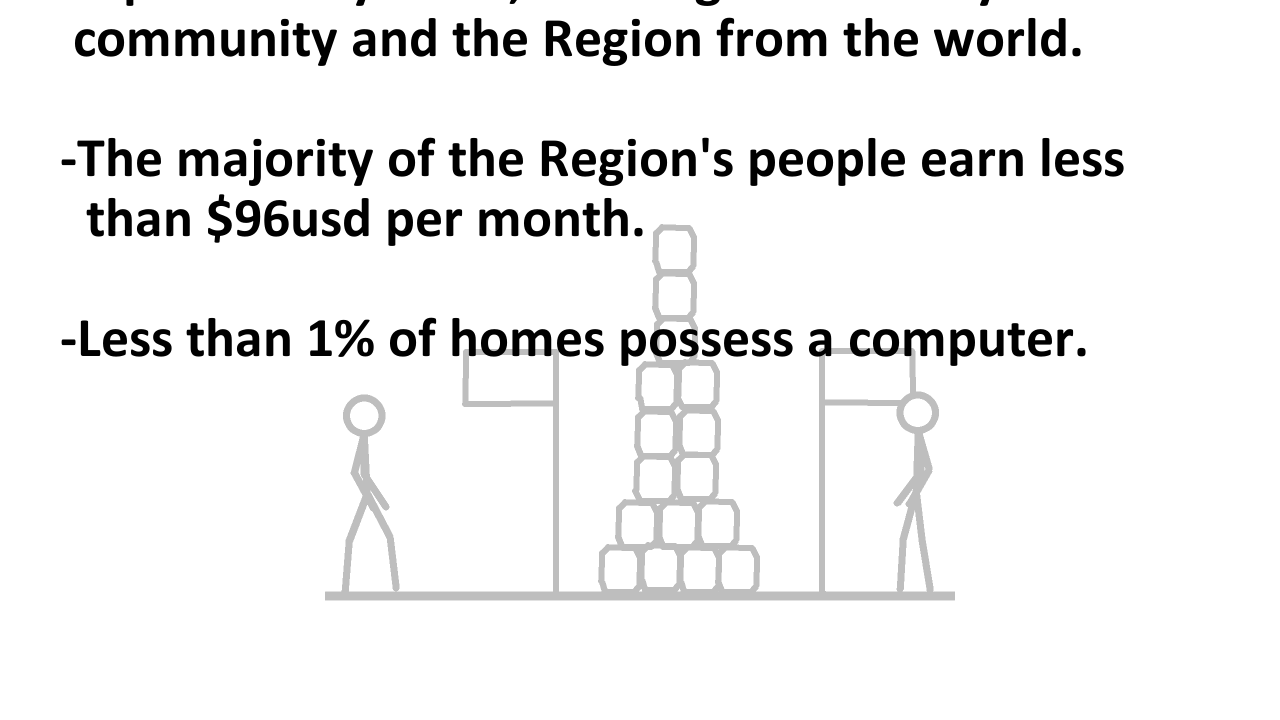 community and the Region from the world.
-The majority of the Region's people earn less
than $96usd per month.
-Less than 1% of homes possess a computer.